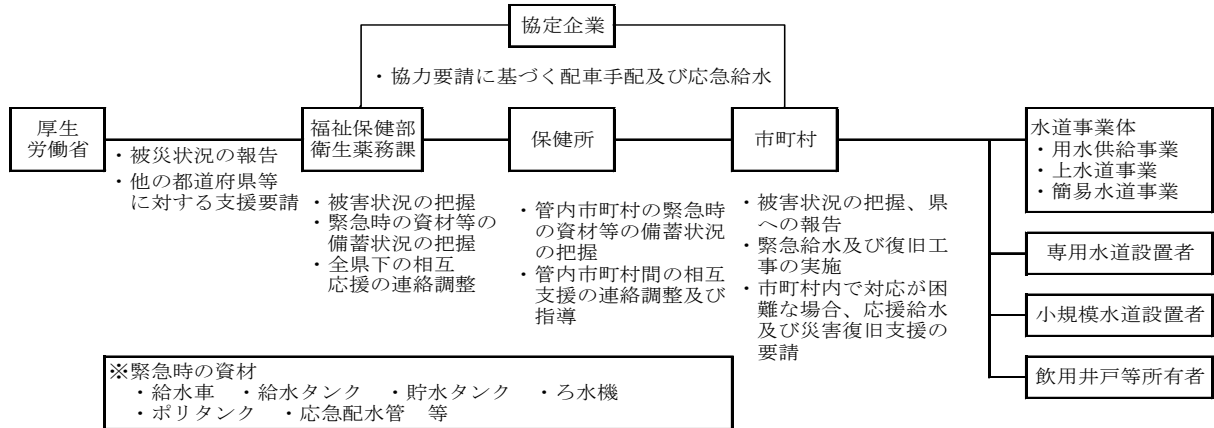 協定企業
・協力要請に基づく配車手配及び応急給水
厚生
労働省
・被災状況の報告
・他の都道府県等
に対する支援要請
福祉保健部
衛生薬務課
・被害状況の把握
・緊急時の資材等の
備蓄状況の把握
・全県下の相互
応援の連絡調整
保健所
・管内市町村の緊急時
の資材等の備蓄状況
の把握
・管内市町村間の相互
支援の連絡調整及び
指導
市町村
・被害状況の把握、県
への報告
・緊急給水及び復旧工
事の実施
・市町村内で対応が困
難な場合、応援給水
及び災害復旧支援の
要請
水道事業体
・用水供給事業
・上水道事業
・簡易水道事業
専用水道設置者
小規模水道設置者
飲用井戸等所有者
※緊急時の資材
・給水車 ・給水タンク ・貯水タンク ・ろ水機
・ポリタンク ・応急配水管 等